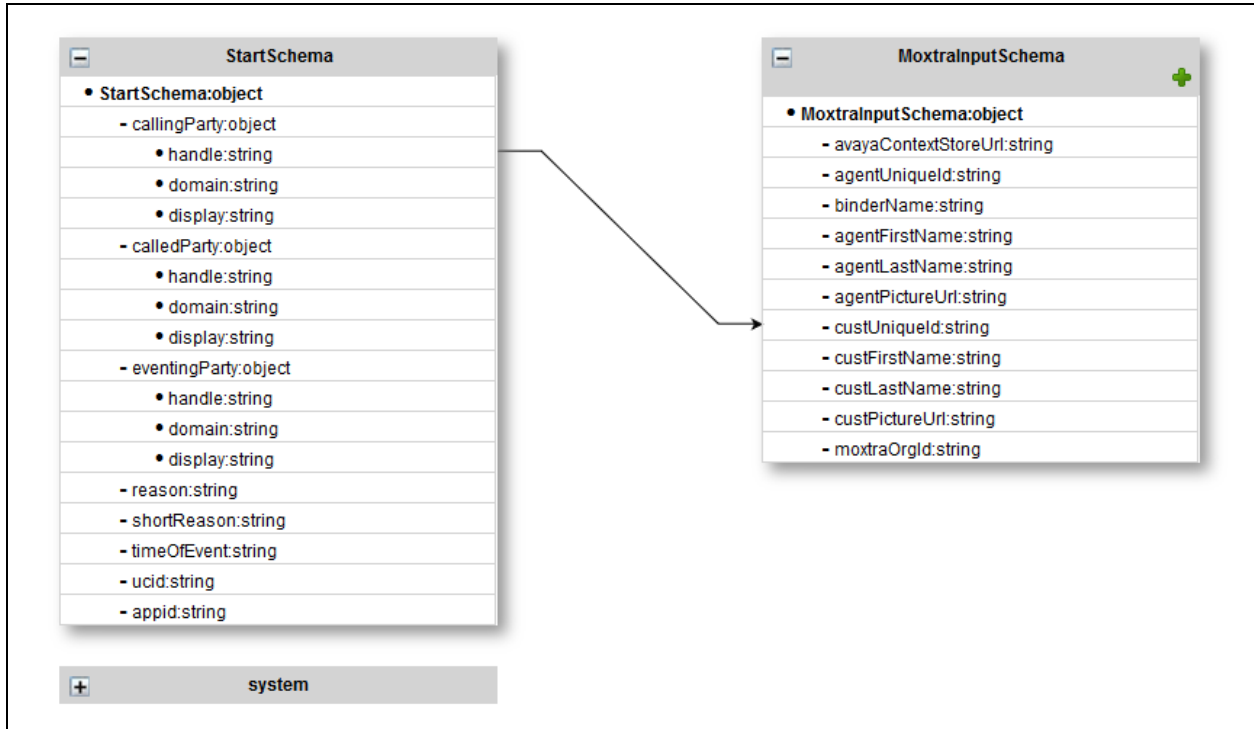 StartSchema
• StartSchema:object
- callingParty:object
• handle:string
• domain:string
• display:string
- calledParty:object
• handle:string
• domain:string
• display:string
- eventingParty:object
• handle:string
• domain:string
• display:string
- reason:string
- shortReason:string
- timeOfEvent:string
- ucid:string
- appid:string
system
MoxtraInputSchema
• MoxtraInputSchema:object
- avayaContextStoreUrl:string
- agentUniqueId:string
- binderName:string
- agentFirstName:string
- agentLastName:string
- agentPictureUrl:string
- custUniqueId:string
- custFirstName:string
- custLastName:string
- custPictureUrl:string
- moxtraOrgId:string